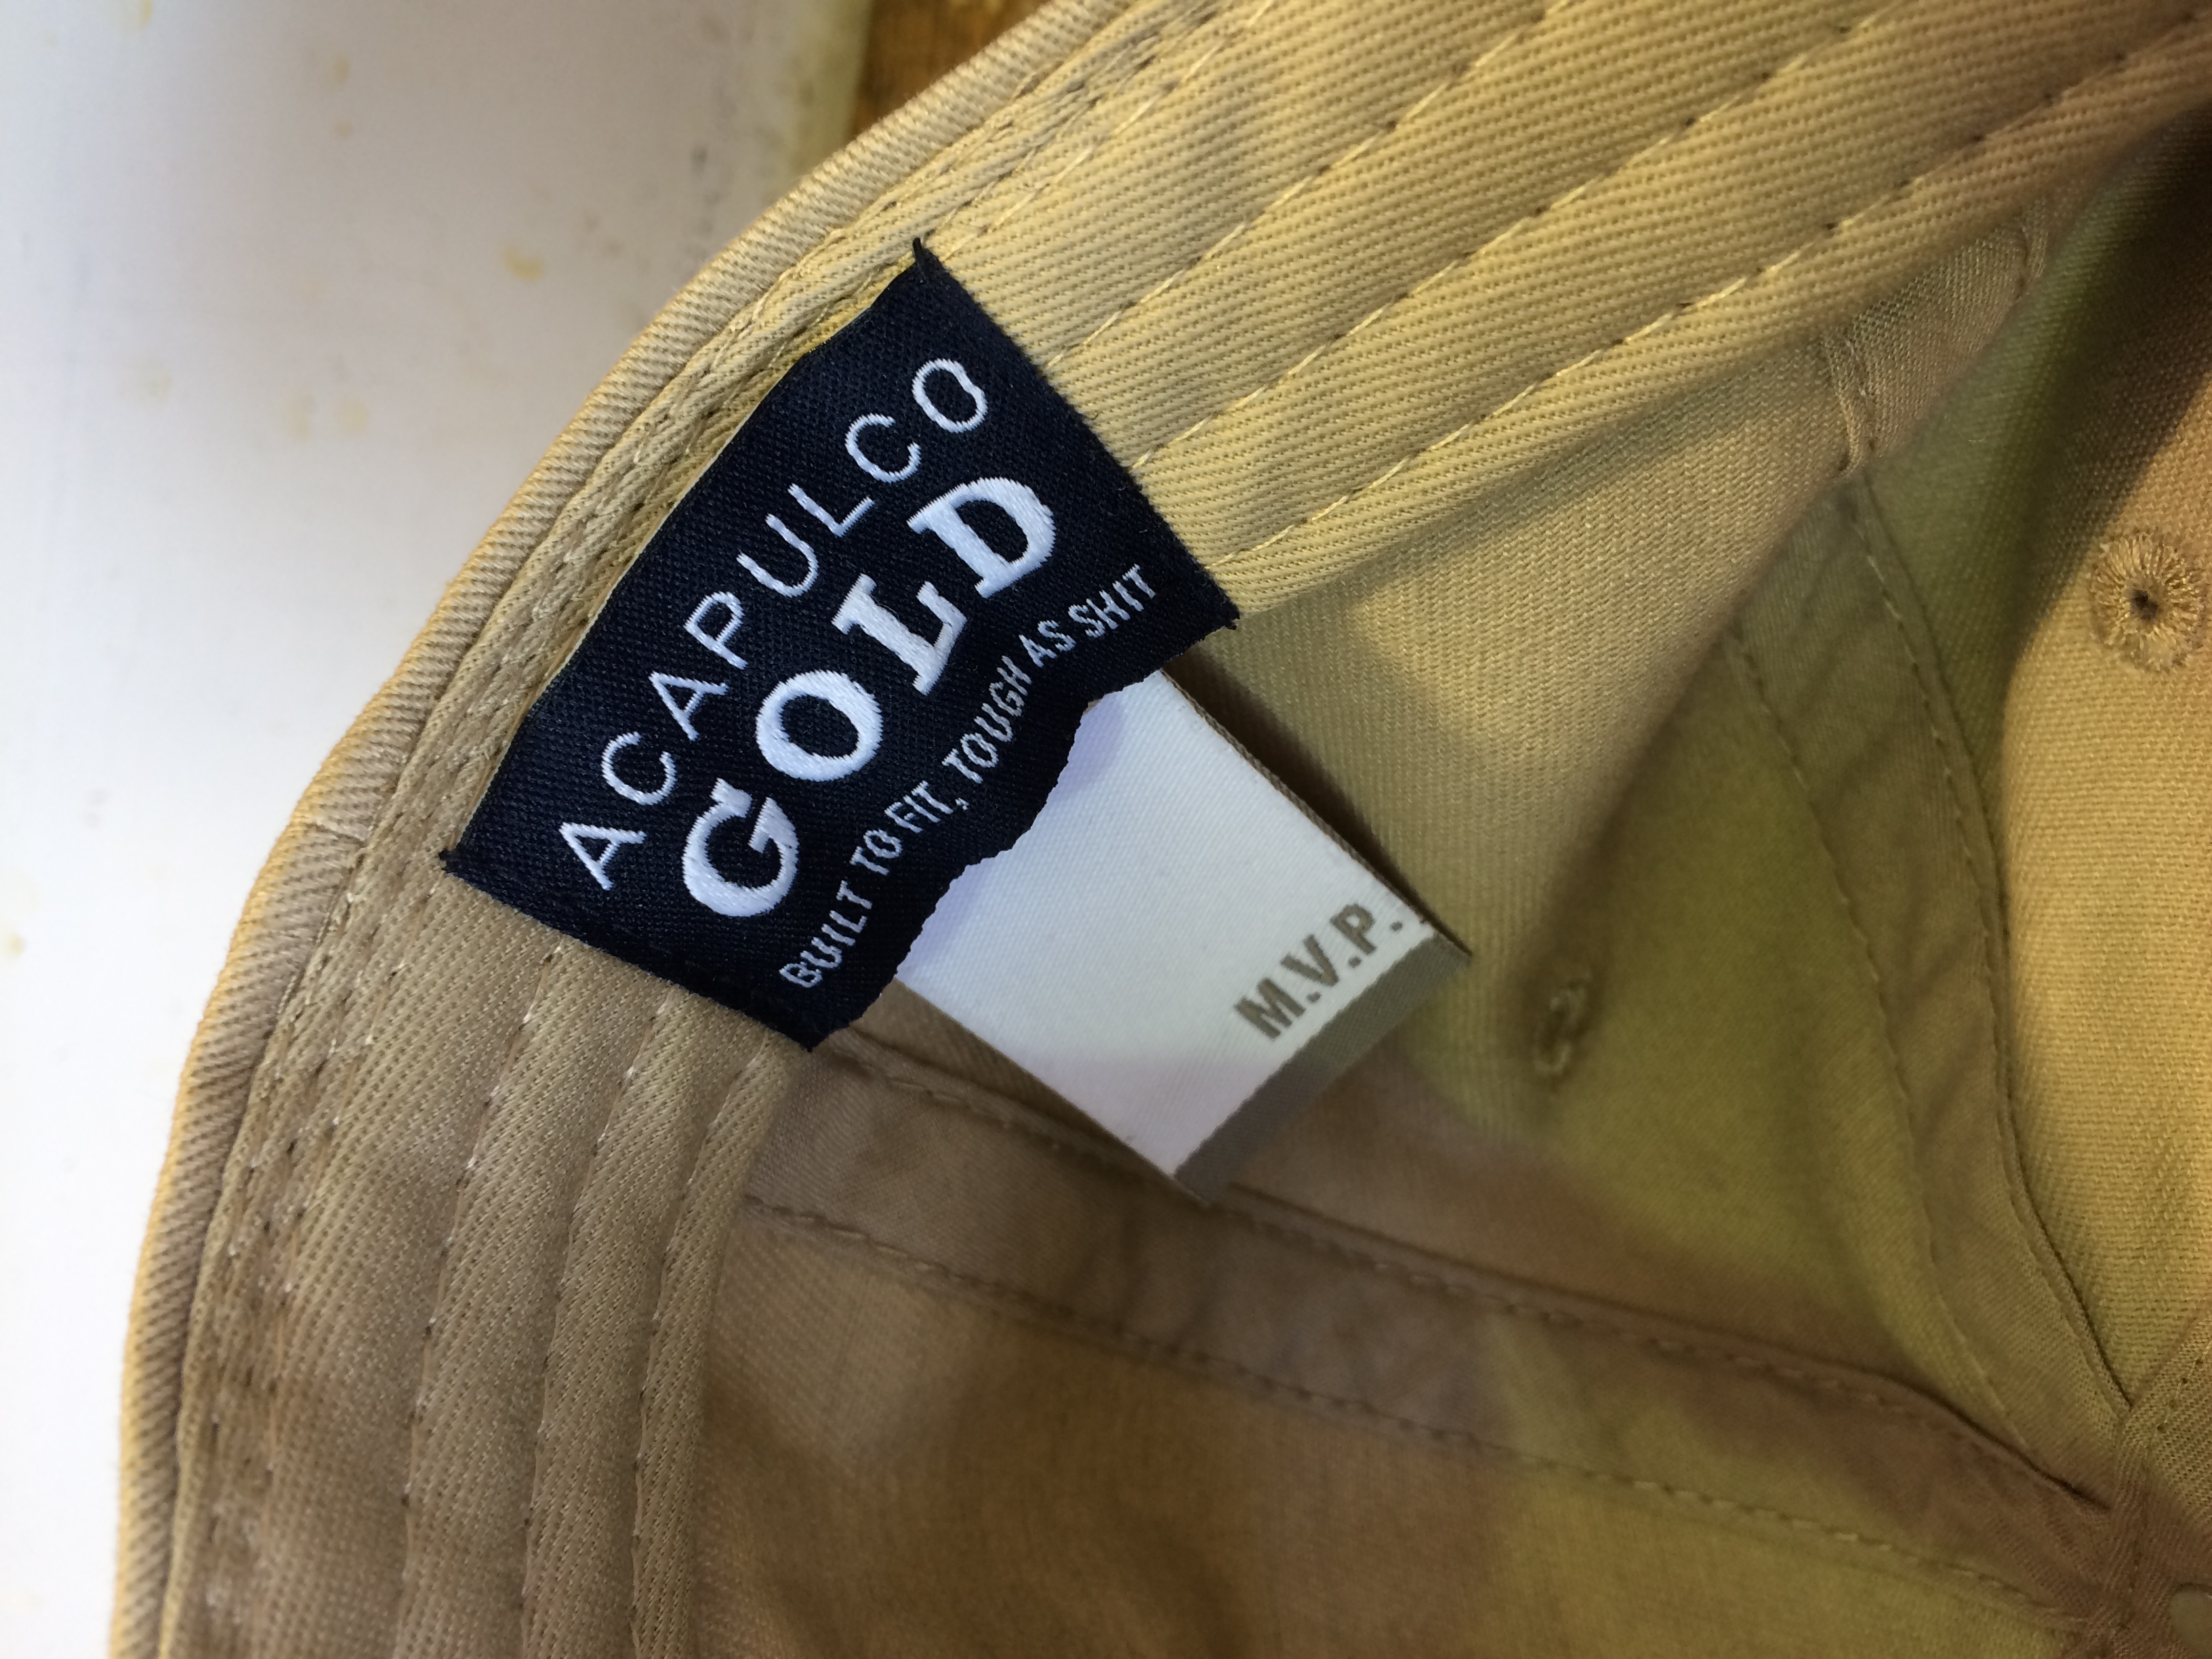 ACAPULCO
GOLD
BUILT TO FIT, TOUGH AS SHIT
M.V.P.